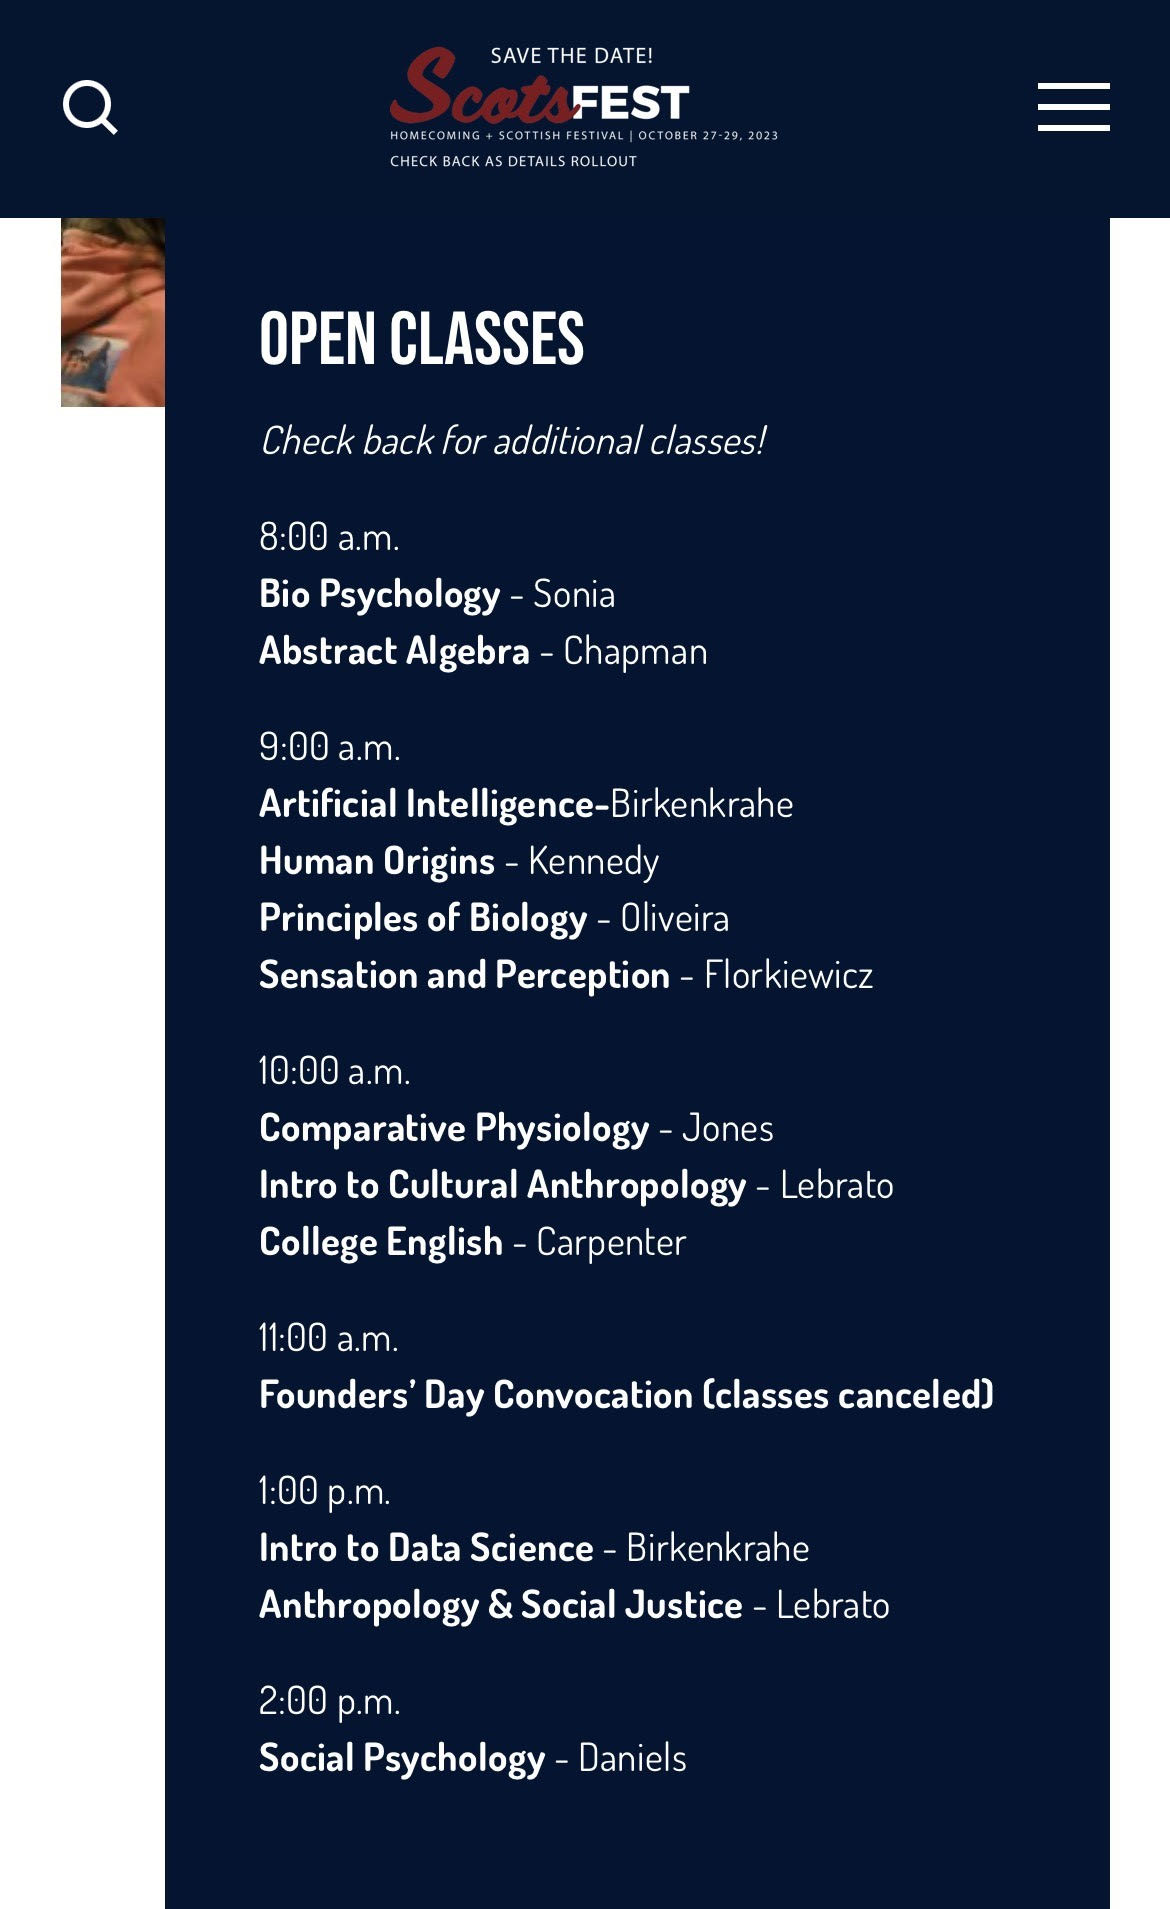 SAVE THE DATE!
ScotsFEST
HOMECOMING + SCOTTISH FESTIVAL | OCTOBER 27-29, 2023
CHECK BACK AS DETAILS ROLLOUT
OPEN CLASSES
Check back for additional classes!
8:00 a.m.
Bio Psychology - Sonia
Abstract Algebra - Chapman
9:00 a.m.
Artificial Intelligence-Birkenkrahe
Human Origins - Kennedy
Principles of Biology - Oliveira
Sensation and Perception - Florkiewicz
10:00 a.m.
Comparative Physiology - Jones
Intro to Cultural Anthropology - Lebrato
College English - Carpenter
11:00 a.m.
Founders’ Day Convocation (classes canceled)
1:00 p.m.
Intro to Data Science - Birkenkrahe
Anthropology & Social Justice - Lebrato
2:00 p.m.
Social Psychology - Daniels